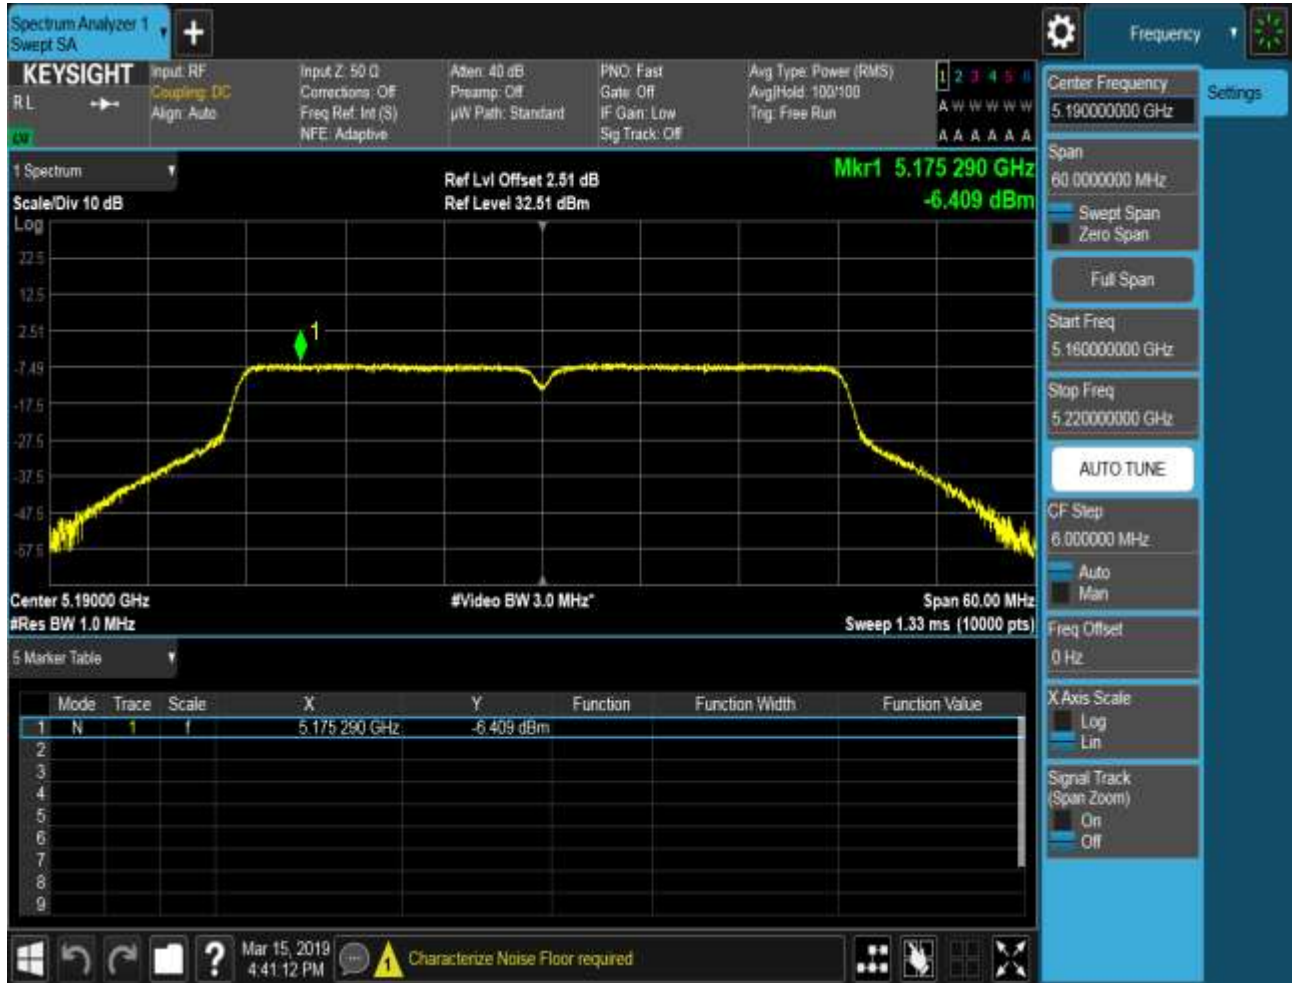 Spectrum Analyzer 1
Swept SA
+
Frequency
KEYSIGHT
R L
Input: RF
Coupling: DC
Align: Auto
Input Z: 50 Ω
Corrections: Off
Freq Ref: Int (S)
NFE: Adaptive
Atten: 40 dB
Preamp: Off
µW Path: Standard
PNO: Fast
Gate: Off
IF Gain: Low
Sig Track: Off
Avg Type: Power (RMS)
Avg|Hold: 100/100
Trig: Free Run
1 2 3 4 5 6
A W W W W W
A A A A A A
1 Spectrum
Scale/Div 10 dB
Ref Lvl Offset 2.51 dB
Ref Level 32.51 dBm
Mkr1 5.175 290 GHz
-6.409 dBm
Log
22.5
12.5
2.51
-7.49
-17.5
-27.5
-37.5
-47.5
-57.5
1
Center 5.19000 GHz
#Res BW 1.0 MHz
#Video BW 3.0 MHz*
Span 60.00 MHz
Sweep 1.33 ms (10000 pts)
5 Marker Table
Mode Trace Scale X Y Function Function Width Function Value
1 N 1 f 5.175 290 GHz -6.409 dBm
2
3
4
5
6
7
8
9
Mar 15, 2019
4:41:12 PM
?
1
Characterize Noise Floor required
Center Frequency
5.190000000 GHz
Settings
Span
60.0000000 MHz
Swept Span
Zero Span
Full Span
Start Freq
5.160000000 GHz
Stop Freq
5.220000000 GHz
AUTO TUNE
CF Step
6.000000 MHz
Auto
Man
Freq Offset
0 Hz
X Axis Scale
Log
Lin
Signal Track
(Span Zoom)
On
Off